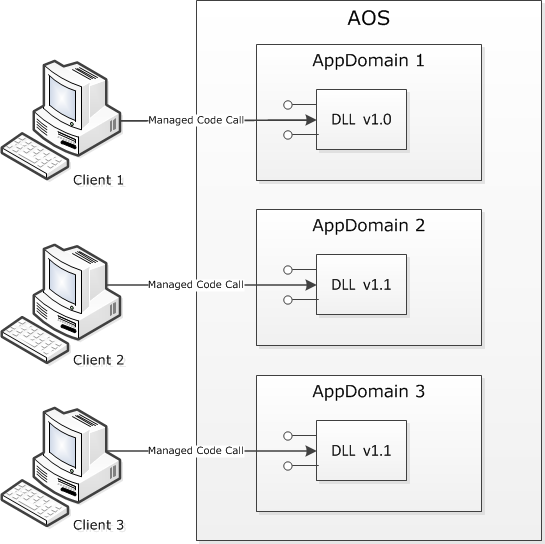 AOS
AppDomain 1
Managed Code Call
DLL v1.0
Client 1
AppDomain 2
Managed Code Call
DLL v1.1
Client 2
AppDomain 3
Managed Code Call
DLL v1.1
Client 3